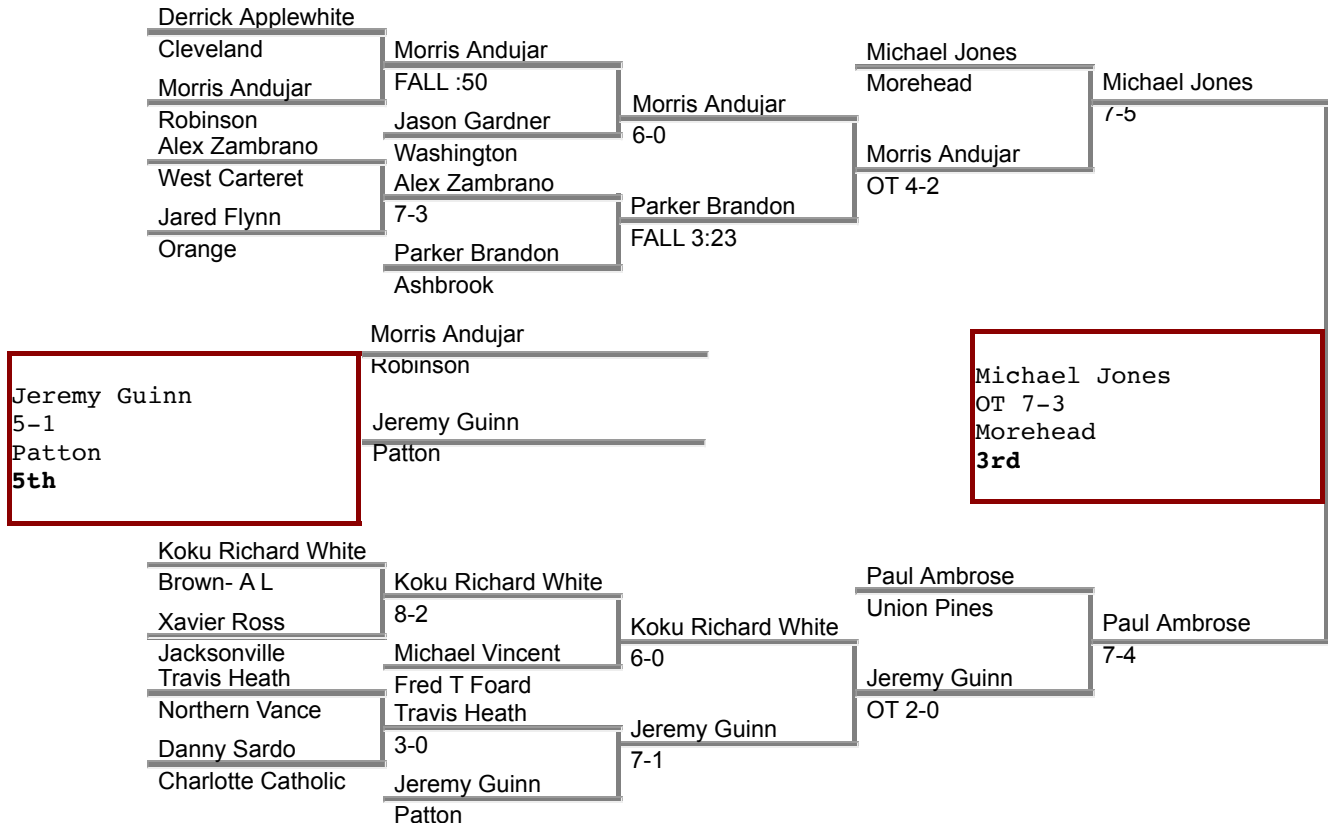 Derrick Applewhite
Cleveland
Morris Andujar
Robinson
Alex Zambrano
West Carteret
Jared Flynn
Orange
Morris Andujar
FALL :50
Jason Gardner
Washington
Alex Zambrano
7-3
Parker Brandon
Ashbrook
Morris Andujar
6-0
Parker Brandon
FALL 3:23
Michael Jones
Morehead
Morris Andujar
OT 4-2
Michael Jones
7-5
Morris Andujar
Robinson
Jeremy Guinn
Patton
Jeremy Guinn
5-1
Patton
5th
Michael Jones
OT 7-3
Morehead
3rd
Koku Richard White
Brown- A L
Xavier Ross
Jacksonville
Travis Heath
Northern Vance
Danny Sardo
Charlotte Catholic
Koku Richard White
8-2
Michael Vincent
Fred T Foard
Travis Heath
3-0
Jeremy Guinn
Patton
Koku Richard White
6-0
Jeremy Guinn
7-1
Paul Ambrose
Union Pines
Jeremy Guinn
OT 2-0
Paul Ambrose
7-4